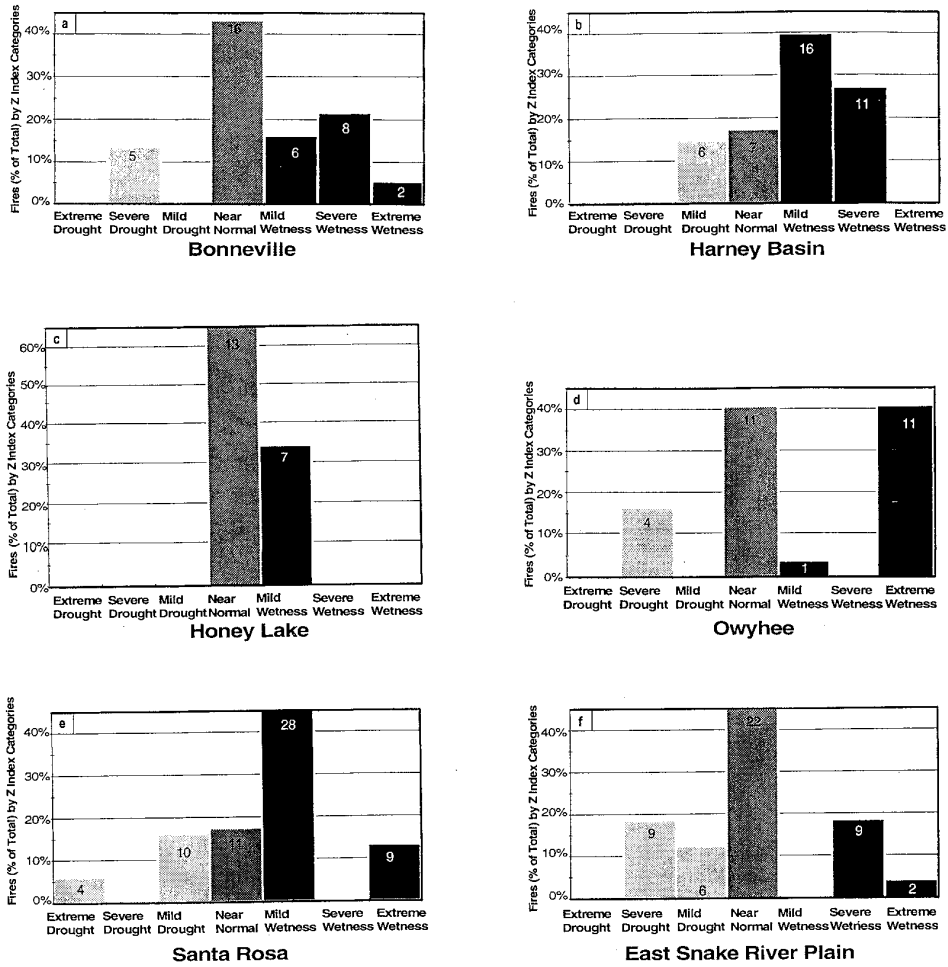 a
Fires (% of Total) by Z Index Categories
40%
30%
20%
10%
0%
16
5
6
8
2
Extreme Severe Mild Near Mild Severe Extreme
Drought Drought Drought Normal Wetness Wetness Wetness
Bonneville
b
Fires (% of Total) by Z Index Categories
40%
30%
20%
10%
0%
6
7
16
11
Extreme Severe Mild Near Mild Severe Extreme
Drought Drought Drought Normal Wetness Wetness Wetness
Harney Basin
c
Fires (% of Total) by Z Index Categories
60%
50%
40%
30%
20%
10%
0%
13
7
Extreme Severe Mild Near Mild Severe Extreme
Drought Drought Drought Normal Wetness Wetness Wetness
Honey Lake
d
Fires (% of Total) by Z Index Categories
40%
30%
20%
10%
0%
4
11
1
11
Extreme Severe Mild Near Mild Severe Extreme
Drought Drought Drought Normal Wetness Wetness Wetness
Owyhee
e
Fires (% of Total) by Z Index Categories
40%
30%
20%
10%
0%
4
10
11
28
9
Extreme Severe Mild Near Mild Severe Extreme
Drought Drought Drought Normal Wetness Wetness Wetness
Santa Rosa
f
Fires (% of Total) by Z Index Categories
40%
30%
20%
10%
0%
9
6
22
9
2
Extreme Severe Mild Near Mild Severe Extreme
Drought Drought Drought Normal Wetness Wetness Wetness
East Snake River Plain